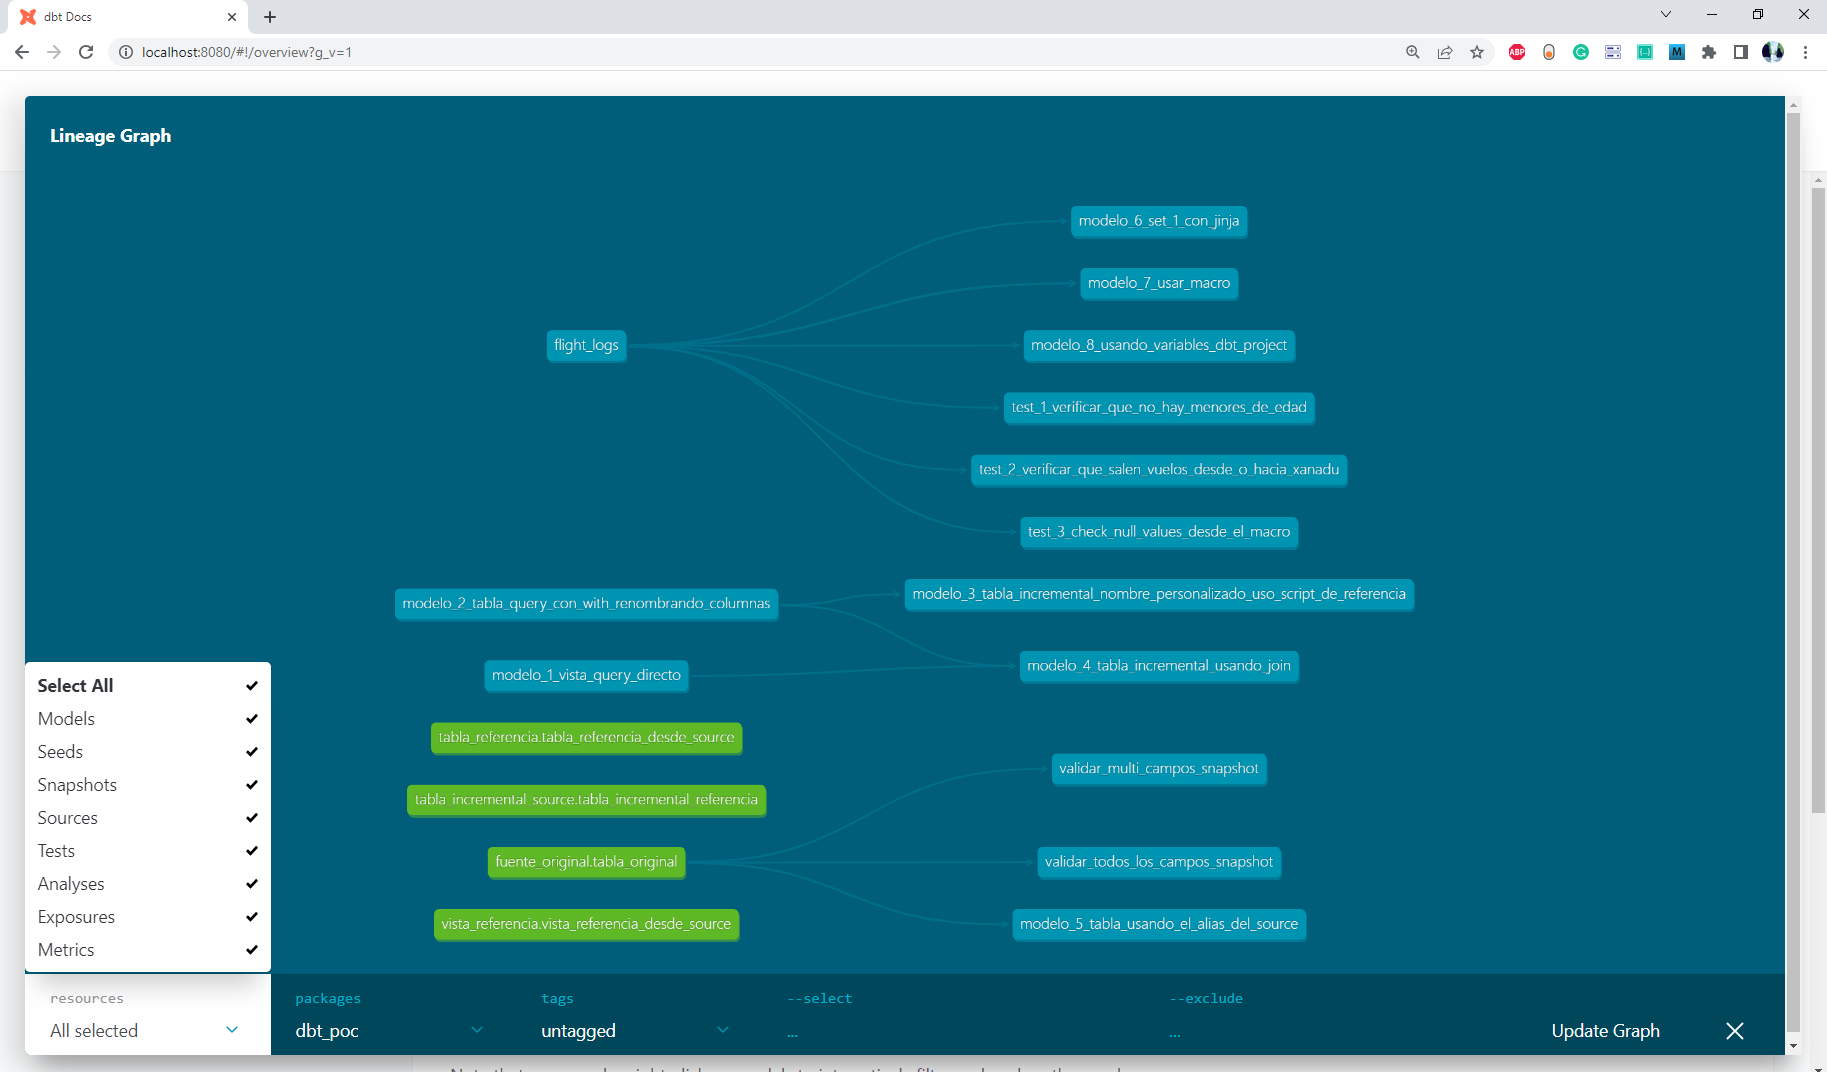 dbt Docs
localhost:8080/#!/overview?g_v=1
ABP
G
M
Lineage Graph
modelo_6_set_1_con_jinja
modelo_7_usar_macro
flight_logs
modelo_8_usando_variables_dbt_project
test_1_verificar_que_no_hay_menores_de_edad
test_2_verificar_que_salen_vuelos_desde_o_hacia_xanadu
test_3_check_null_values_desde_el_macro
modelo_2_tabla_query_con_with_renombrando_columnas
modelo_3_tabla_incremental_nombre_personalizado_uso_script_de_referencia
modelo_1_vista_query_directo
modelo_4_tabla_incremental_usando_join
tabla_referencia.tabla_referencia_desde_source
validar_multi_campos_snapshot
tabla_incremental_source.tabla_incremental_referencia
fuente_original.tabla_original
validar_todos_los_campos_snapshot
vista_referencia.vista_referencia_desde_source
modelo_5_tabla_usando_el_alias_del_source
Select All
Models
Seeds
Snapshots
Sources
Tests
Analyses
Exposures
Metrics
resources
All selected
packages
dbt_poc
tags
untagged
--select
...
--exclude
...
Update Graph